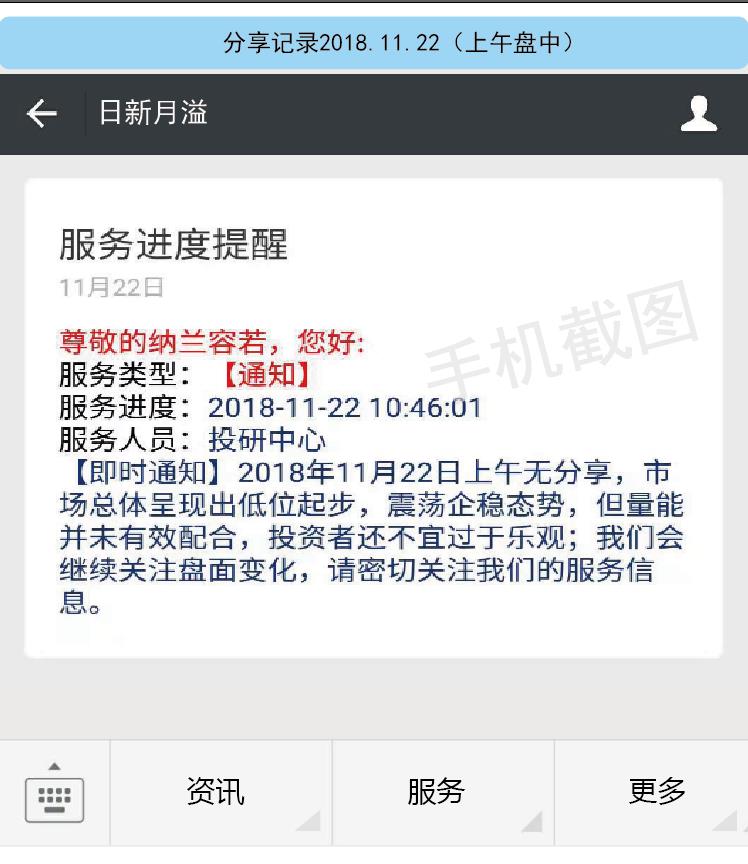 分享记录2018.11.22（上午盘中）
日新月溢
服务进度提醒
11月22日
手机截图
尊敬的纳兰容若，您好:
服务类型：【通知】
服务进度：2018-11-22 10:46:01
服务人员：投研中心
【即时通知】2018年11月22日上午无分享，市
场总体呈现出低位起步，震荡企稳态势，但量能
并未有效配合，投资者还不宜过于乐观；我们会
继续关注盘面变化，请密切关注我们的服务信
息。
资讯
服务
更多